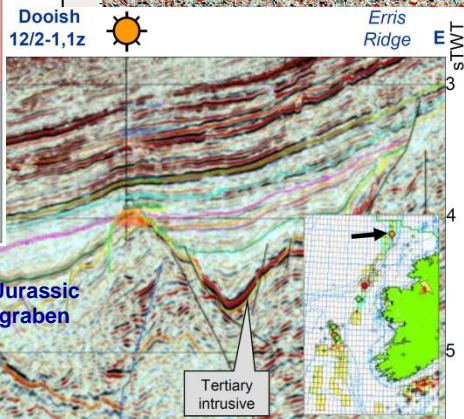 Dooish
12/2-1,1z
Erris
Ridge
E
sTWT
3
4
5
Jurassic
graben
Tertiary
intrusive